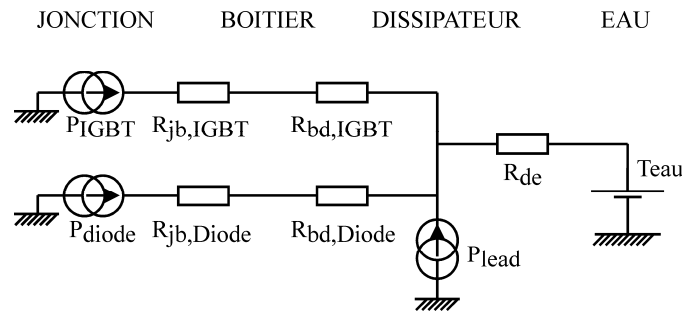 JONCTION BOITIER DISSIPATEUR EAU
PIGBT Rjb,IGBT Rbd,IGBT
Rde
Teau
Pdiode Rjb,Diode Rbd,Diode
Plead